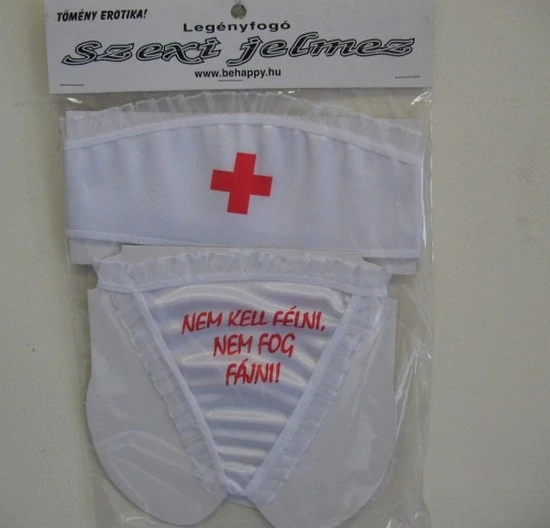 TÖMÉNY EROTIKA!
Legényfogó
Szexi jelmez
www.behappy.hu
NEM KELL FÉLNI,
NEM FOG
FÁJNI!